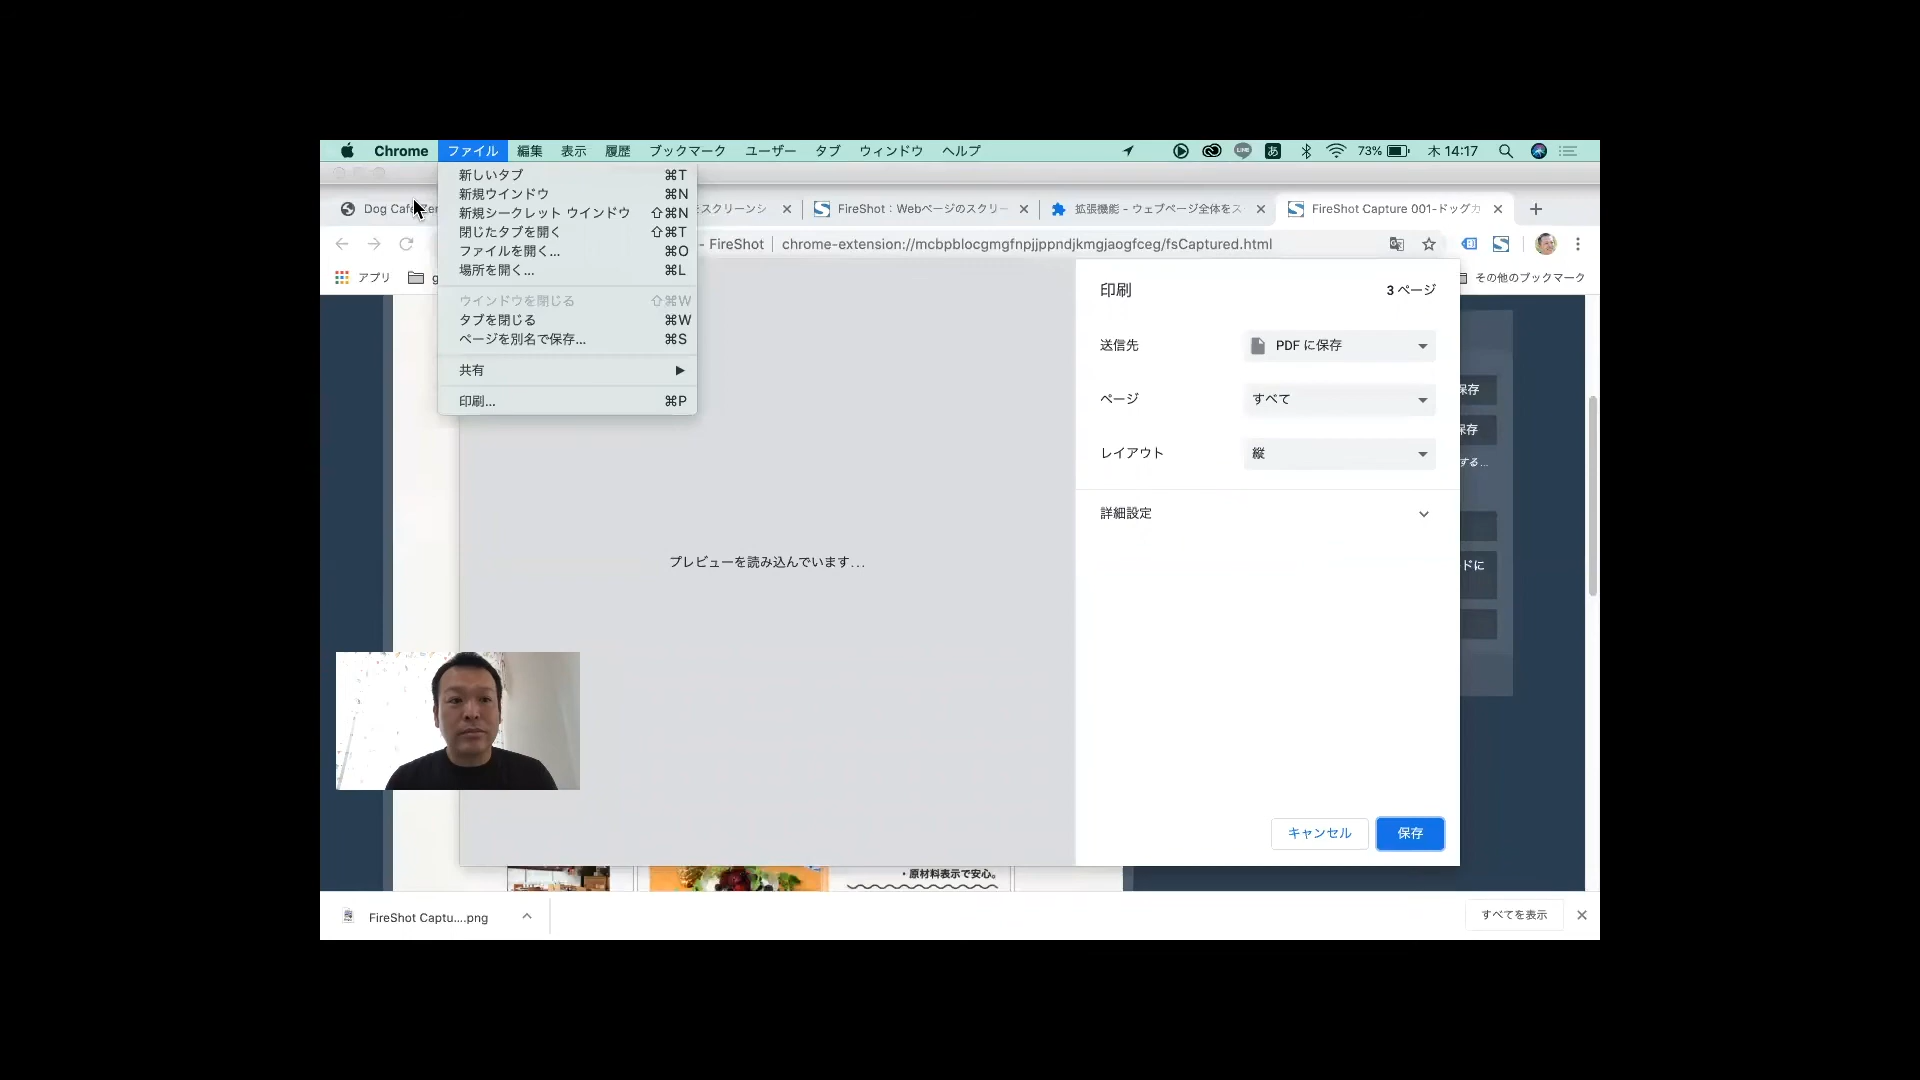 Chrome ファイル 編集 表示 履歴 ブックマーク ユーザー タブ ウィンドウ ヘルプ LINE あ 73% 木 14:17
新しいタブ ⌘T
新規ウインドウ ⌘N
新規シークレット ウインドウ ⇧⌘N
閉じたタブを開く ⇧⌘T
ファイルを開く... ⌘O
場所を開く... ⌘L
ウインドウを閉じる ⇧⌘W
タブを閉じる ⌘W
ページを別名で保存... ⌘S
共有
印刷... ⌘P
Dog Cafe Zen
スクリーンシ
FireShot：Webページのスクリー
拡張機能 - ウェブページ全体をス
FireShot Capture 001-ドッグカ
- FireShot chrome-extension://mcbpblocgmgfnpjjppndjkmgjaogfceg/fsCaptured.html
アプリ g その他のブックマーク
印刷 3 ページ
送信先 PDF に保存
ページ すべて
レイアウト 縦
詳細設定
プレビューを読み込んでいます...
保存
保存
する...
ドに
キャンセル 保存
・原材料表示で安心。
FireShot Captu....png すべてを表示